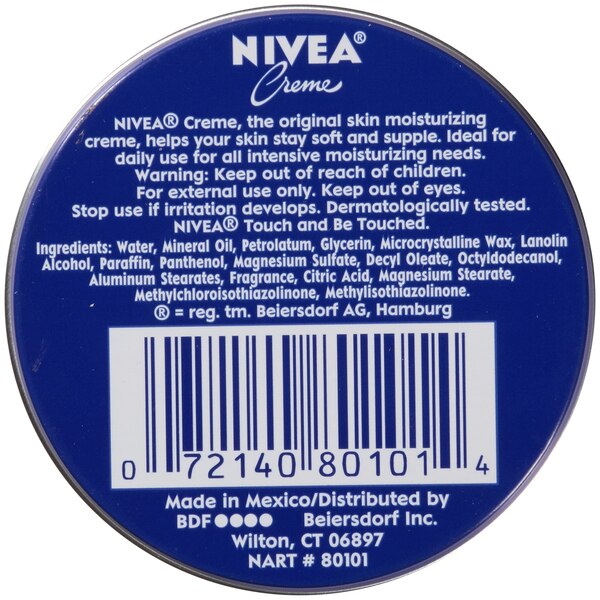 NIVEA®
Creme
NIVEA® Creme, the original skin moisturizing
creme, helps your skin stay soft and supple. Ideal for
daily use for all intensive moisturizing needs.
Warning: Keep out of reach of children.
For external use only. Keep out of eyes.
Stop use if irritation develops. Dermatologically tested.
NIVEA® Touch and Be Touched.
Ingredients: Water, Mineral Oil, Petrolatum, Glycerin, Microcrystalline Wax, Lanolin
Alcohol, Paraffin, Panthenol, Magnesium Sulfate, Decyl Oleate, Octyldodecanol,
Aluminum Stearates, Fragrance, Citric Acid, Magnesium Stearate,
Methylchloroisothiazolinone, Methylisothiazolinone.
® = reg. tm. Beiersdorf AG, Hamburg
0 72140 80101 4
Made in Mexico/Distributed by
BDF●●●● Beiersdorf Inc.
Wilton, CT 06897
NART # 80101